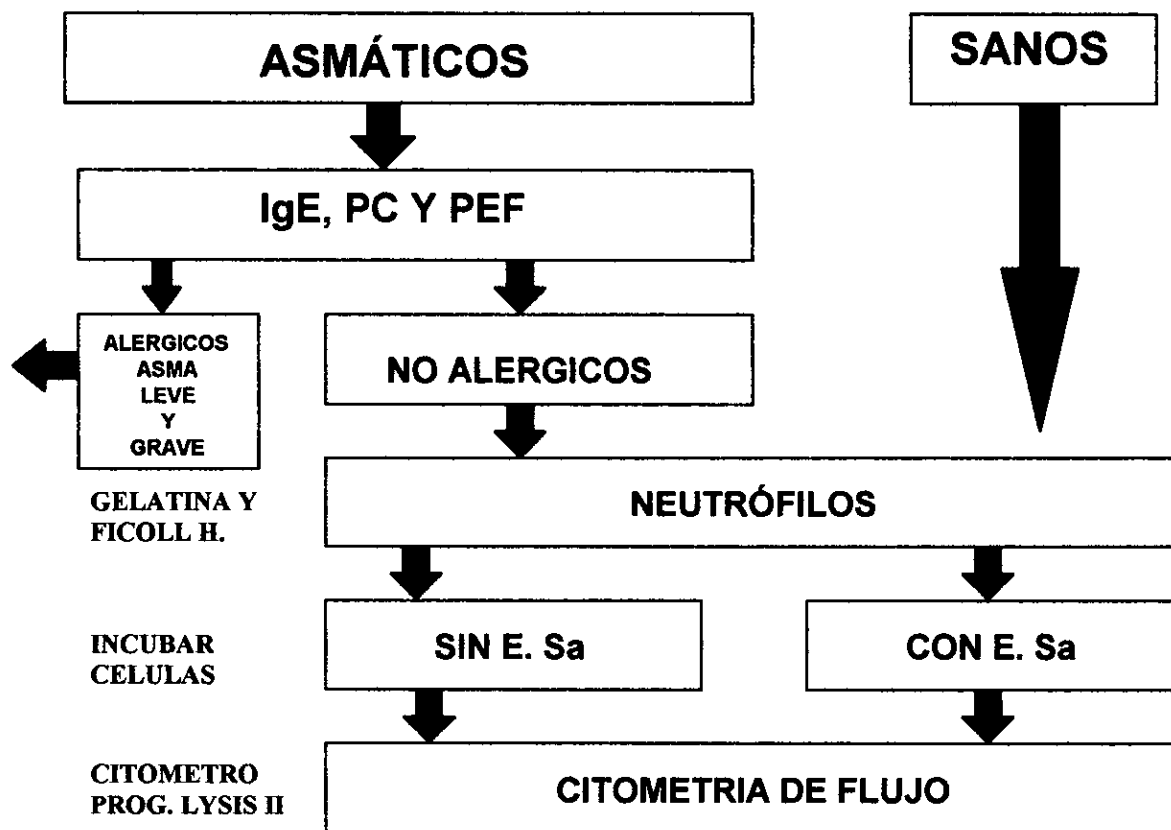 ASMÁTICOS
SANOS
IgE, PC Y PEF
ALERGICOS
ASMA
LEVE
Y
GRAVE
NO ALERGICOS
GELATINA Y
FICOLL H.
NEUTRÓFILOS
INCUBAR
CELULAS
SIN E. Sa
CON E. Sa
CITOMETRO
PROG. LYSIS II
CITOMETRIA DE FLUJO